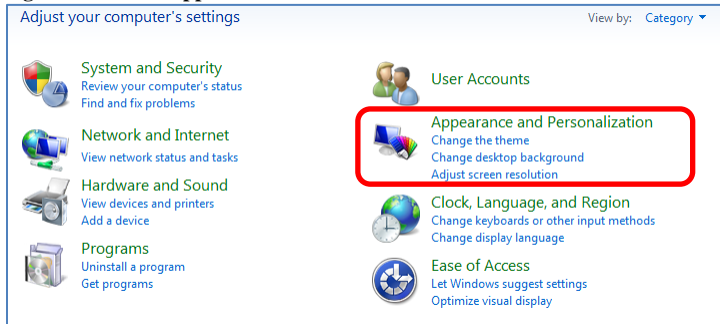 Adjust your computer's settings
View by: Category
System and Security
Review your computer's status
Find and fix problems
Network and Internet
View network status and tasks
Hardware and Sound
View devices and printers
Add a device
Programs
Uninstall a program
Get programs
User Accounts
Appearance and Personalization
Change the theme
Change desktop background
Adjust screen resolution
Clock, Language, and Region
Change keyboards or other input methods
Change display language
Ease of Access
Let Windows suggest settings
Optimize visual display